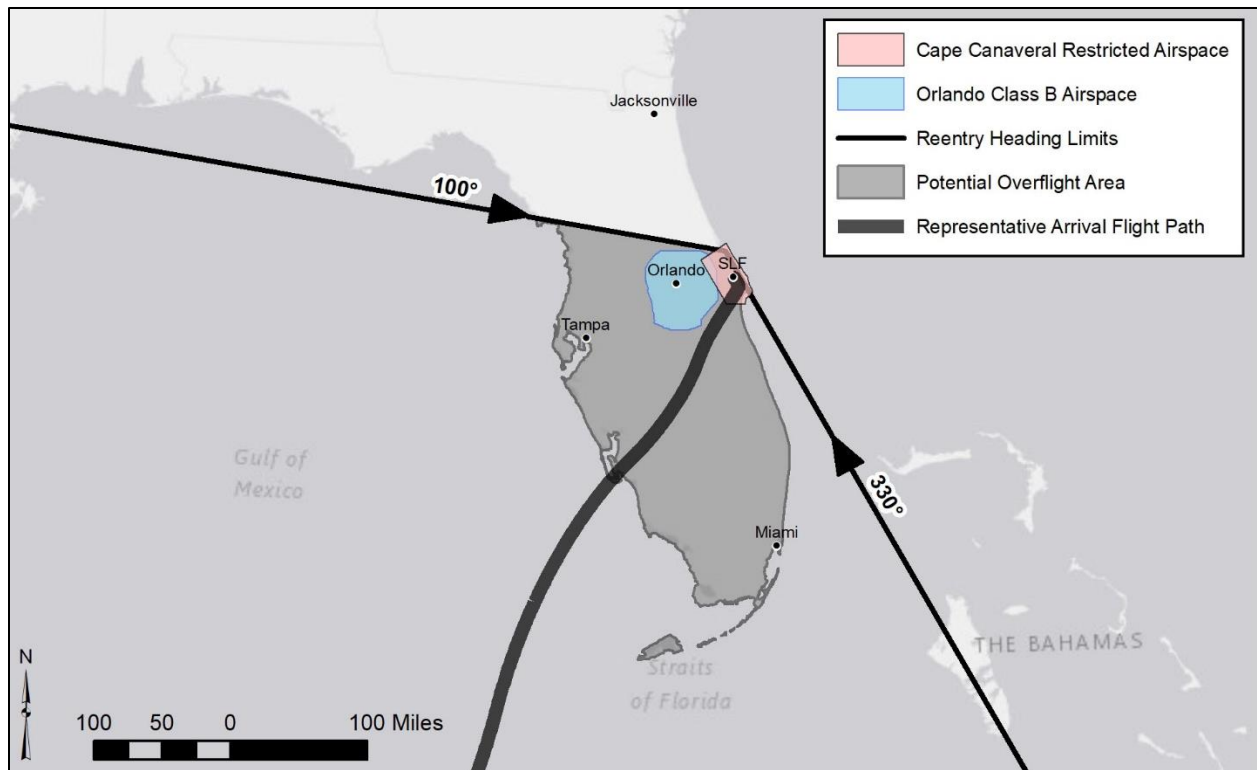 Cape Canaveral Restricted Airspace
Orlando Class B Airspace
Reentry Heading Limits
Potential Overflight Area
Representative Arrival Flight Path
Jacksonville
100°
SLF
Orlando
Tampa
Gulf of
Mexico
330°
Miami
THE BAHAMAS
Straits
of Florida
N
100 50 0 100 Miles